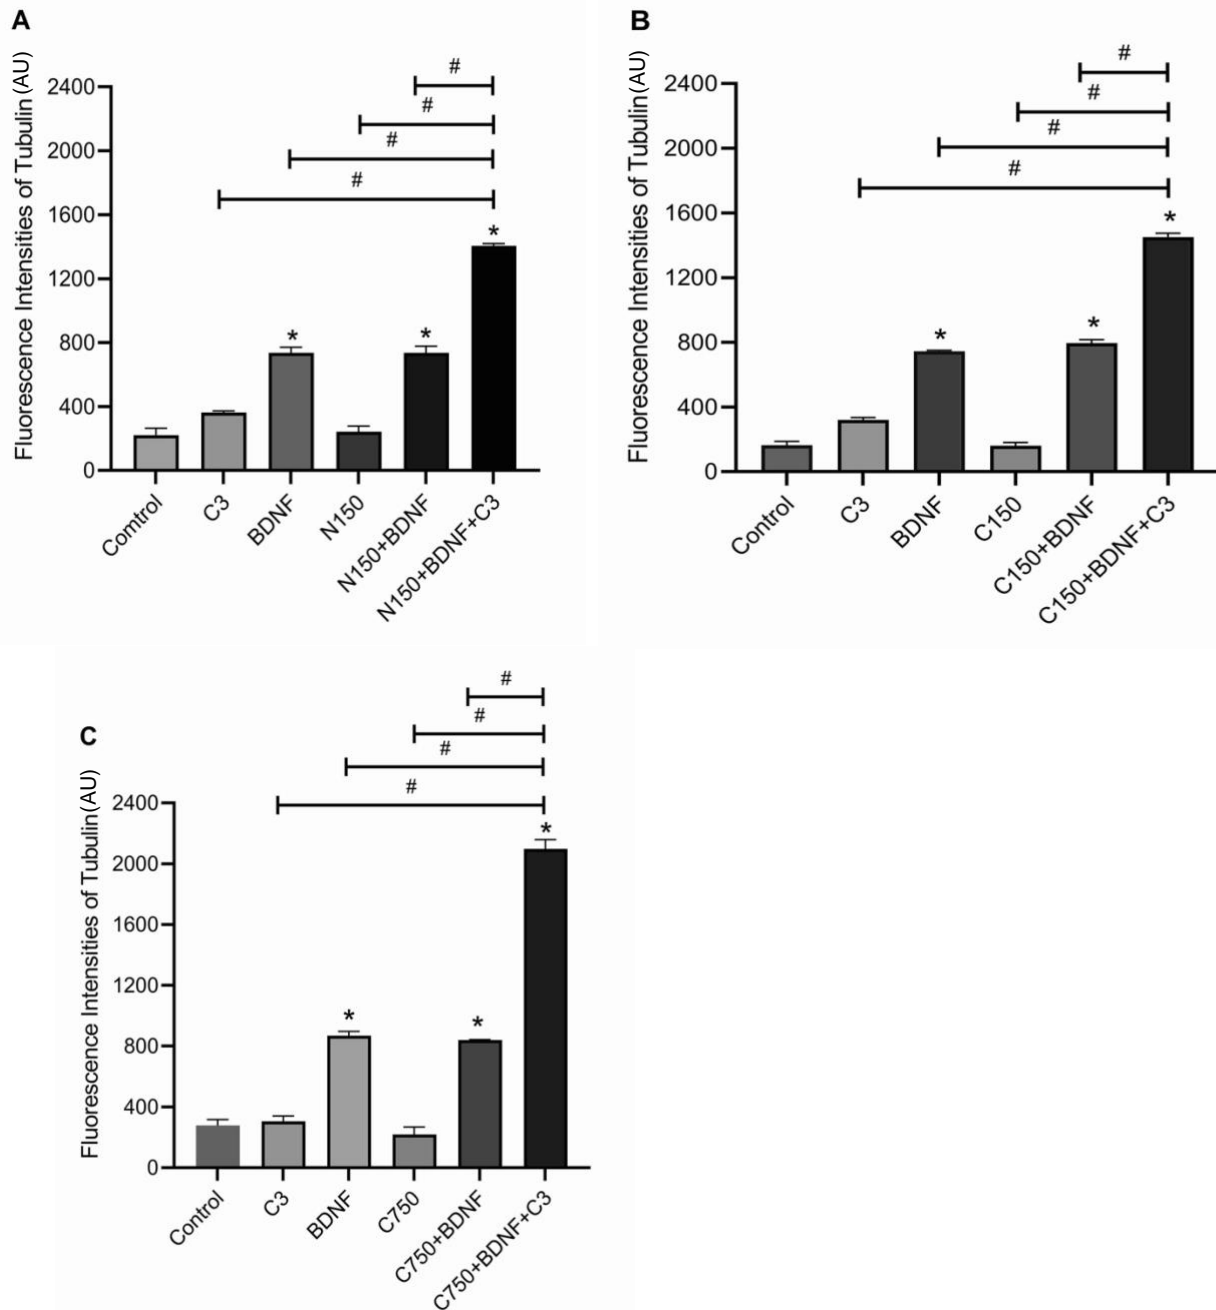 A
Fluorescence Intensities of Tubulin(AU)
2400
2000
1600
1200
800
400
0
#
#
#
#
*
*
*
Comtrol
C3
BDNF
N150
N150+BDNF
N150+BDNF+C3
B
Fluorescence Intensities of Tubulin(AU)
2400
2000
1600
1200
800
400
0
#
#
#
#
*
*
*
Control
C3
BDNF
C150
C150+BDNF
C150+BDNF+C3
C
Fluorescence Intensities of Tubulin(AU)
2400
2000
1600
1200
800
400
0
#
#
#
#
*
*
*
Control
C3
BDNF
C750
C750+BDNF
C750+BDNF+C3